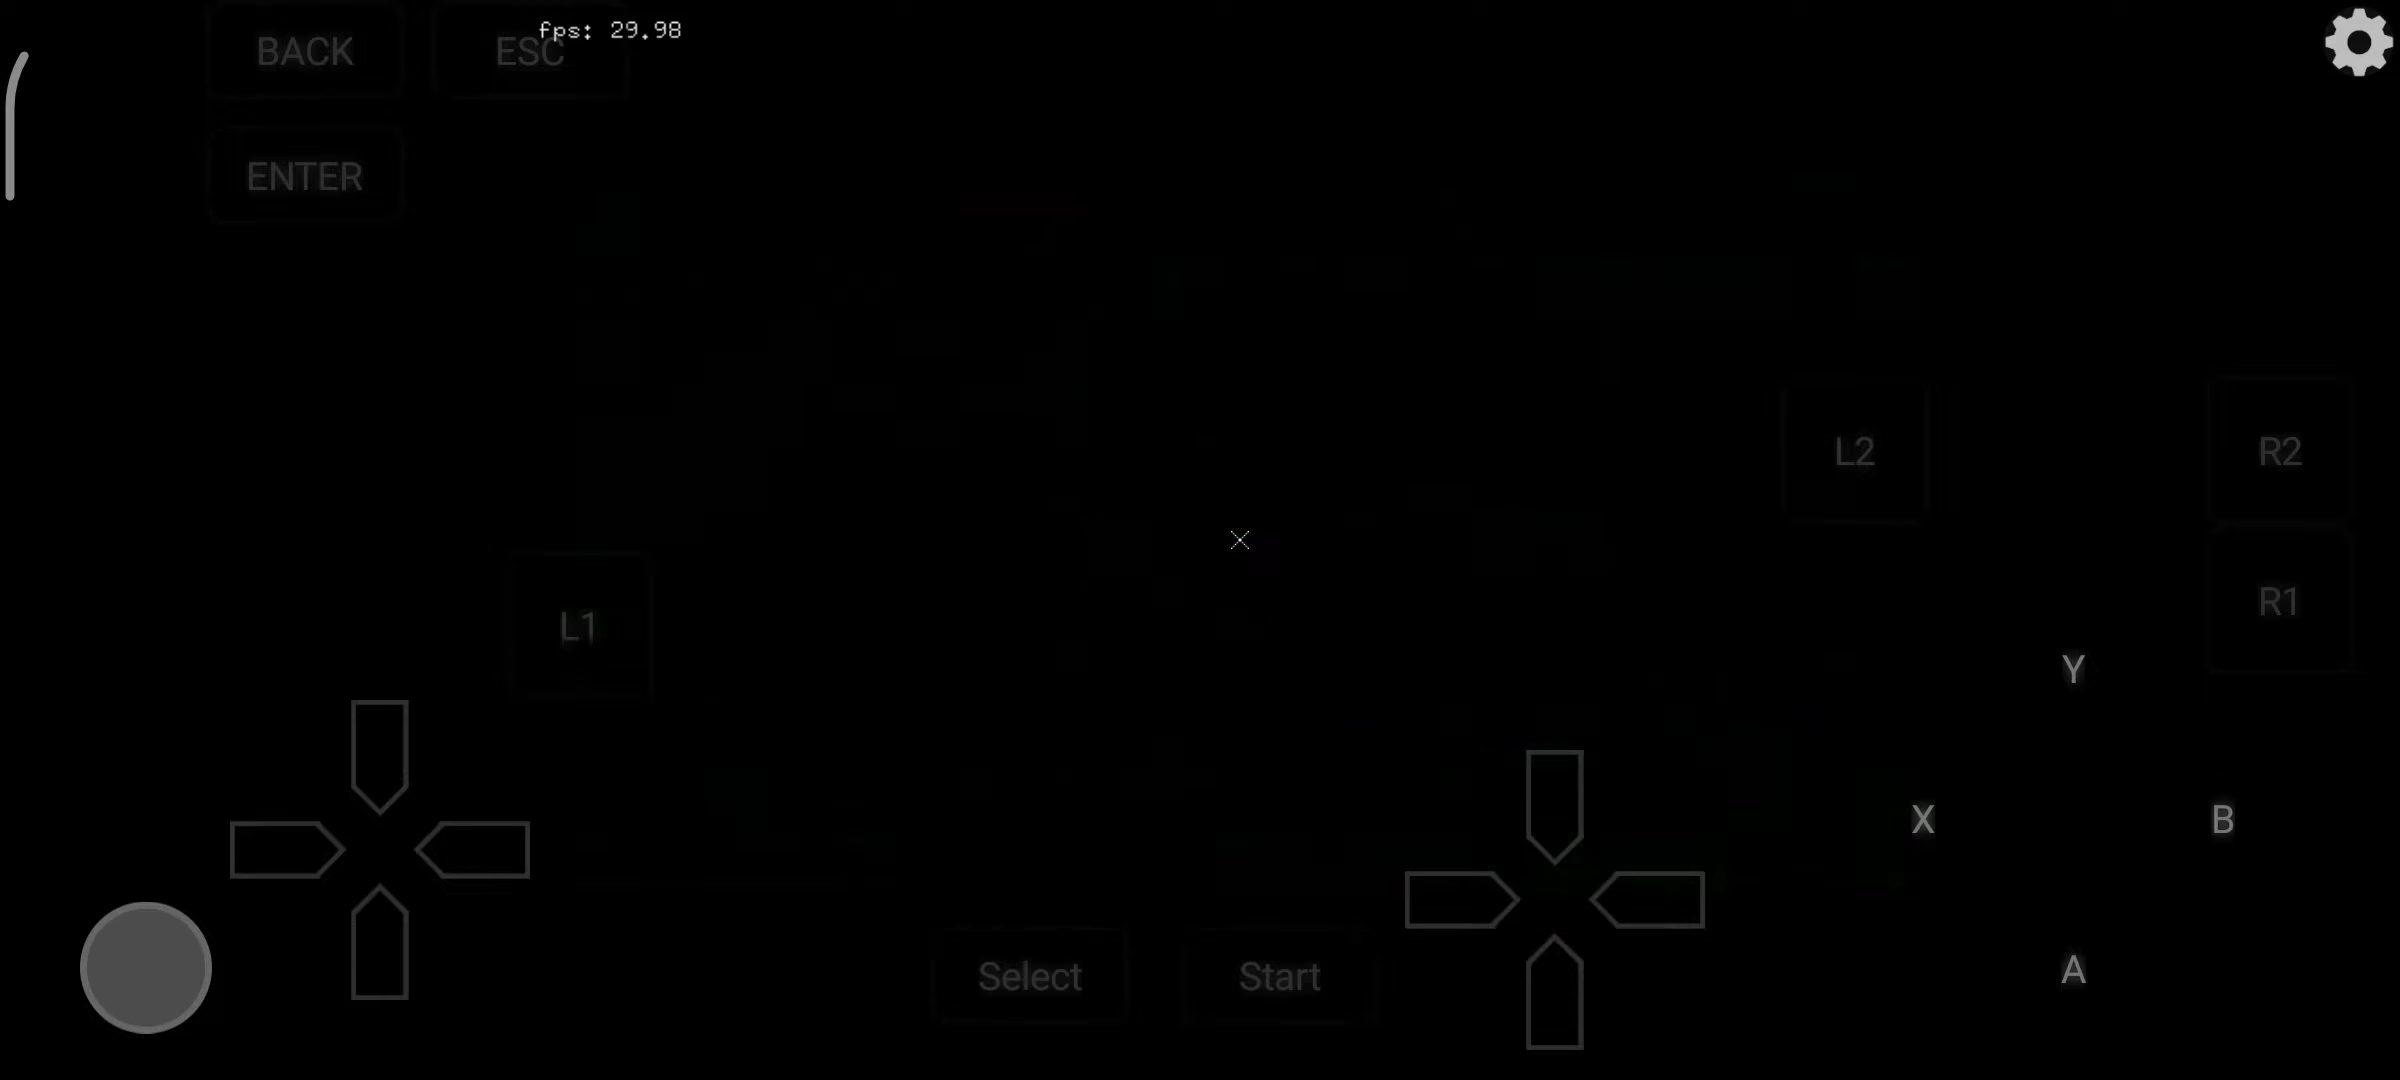 fps: 29.98
BACK
ESC
ENTER
L2
R2
R1
L1
Y
X
B
A
Select
Start